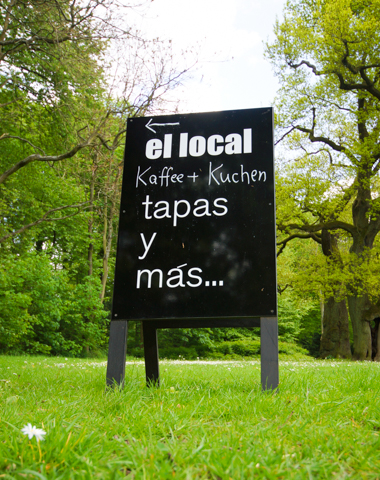 ←
el local
Kaffee + Kuchen
tapas
y
más...